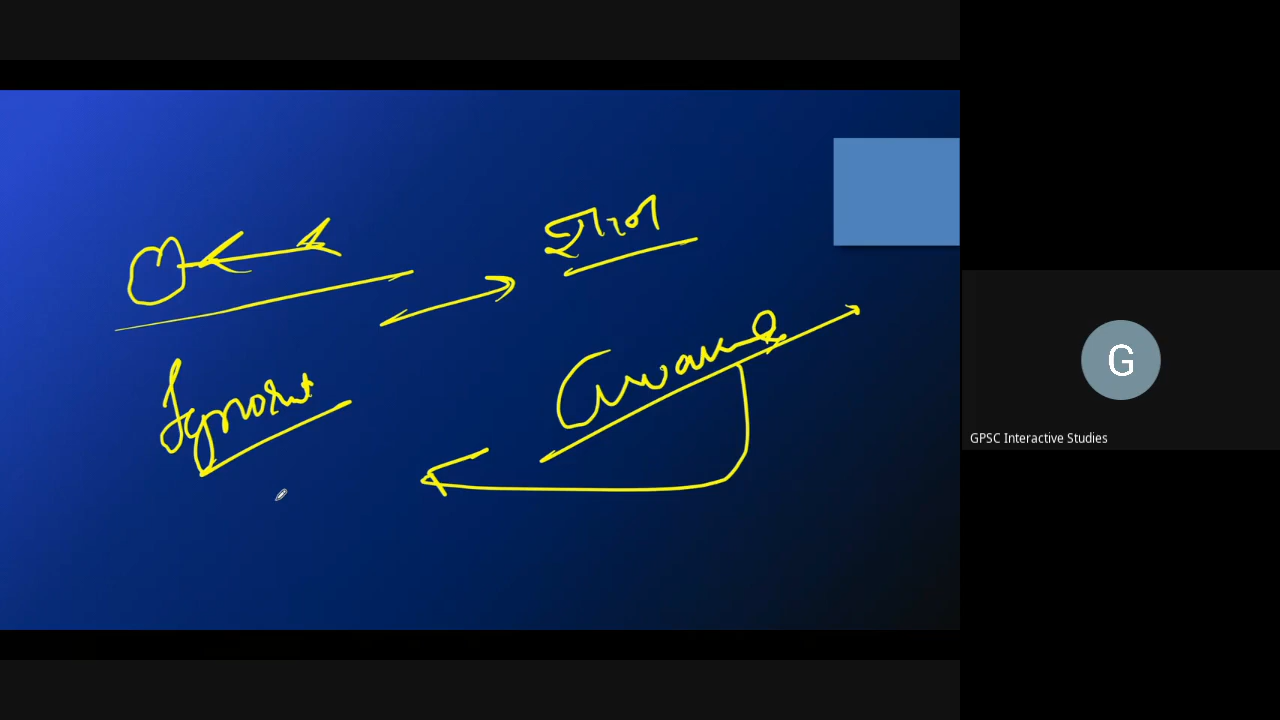 જ્ઞાન
Ignorant
Aware
G
GPSC Interactive Studies